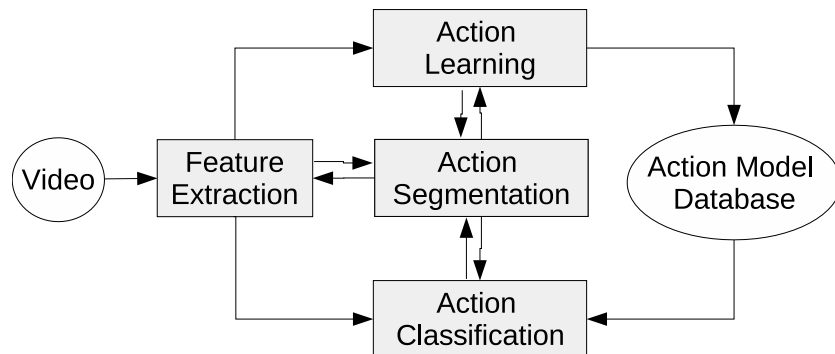 Action
Learning
Video
Feature
Extraction
Action
Segmentation
Action Model
Database
Action
Classification